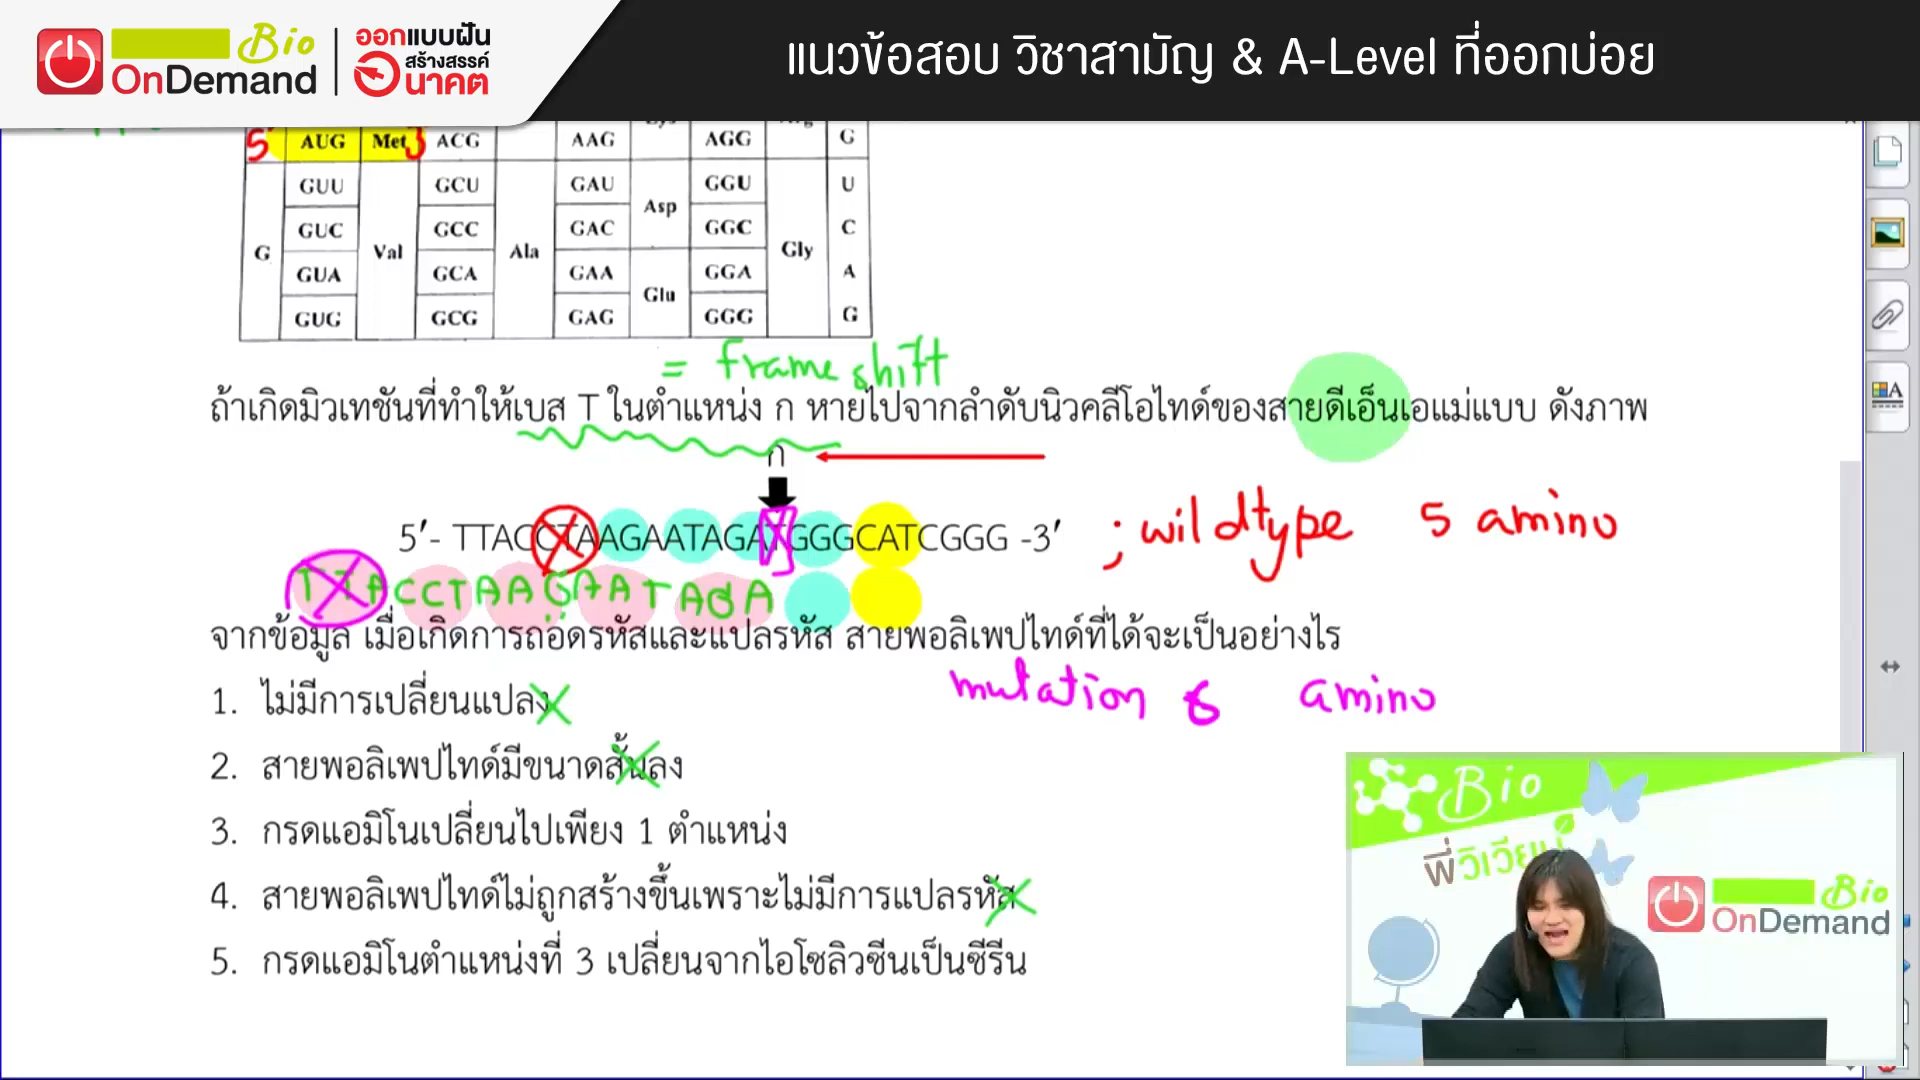 Bio
OnDemand
ออกแบบฝัน
สร้างสรรค์
อนาคต
แนวข้อสอบ วิชาสามัญ & A-Level ที่ออกบ่อย
5' AUG Met 3' ACG AAG AGG G
GUU GCU GAU GGU U
Asp
GUC GCC GAC GGC C
G Val Ala Gly
GUA GCA GAA GGA A
Glu
GUG GCG GAG GGG G
= frame shift
ถ้าเกิดมิวเทชันที่ทำให้เบส T ในตำแหน่ง ก หายไปจากลำดับนิวคลีโอไทด์ของสายดีเอ็นเอแม่แบบ ดังภาพ
ก
5′- TTACCTAAGAATAGATGGGCATCGGG -3′ ; wildtype 5 amino
TTACCTAAGAATAGA
จากข้อมูล เมื่อเกิดการถอดรหัสและแปลรหัส สายพอลิเพปไทด์ที่ได้จะเป็นอย่างไร
mutation 6 amino
1. ไม่มีการเปลี่ยนแปลง
2. สายพอลิเพปไทด์มีขนาดสั้นลง
3. กรดแอมิโนเปลี่ยนไปเพียง 1 ตำแหน่ง
4. สายพอลิเพปไทด์ไม่ถูกสร้างขึ้นเพราะไม่มีการแปลรหัส
5. กรดแอมิโนตำแหน่งที่ 3 เปลี่ยนจากไอโซลิวซีนเป็นซีรีน
Bio
พี่วิเวียน
Bio
OnDemand